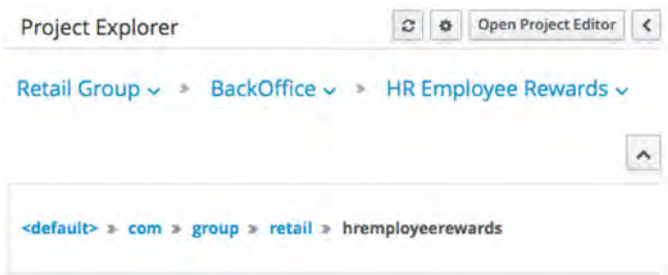 Project Explorer Open Project Editor
Retail Group » BackOffice » HR Employee Rewards
<default> » com » group » retail » hremployeerewards